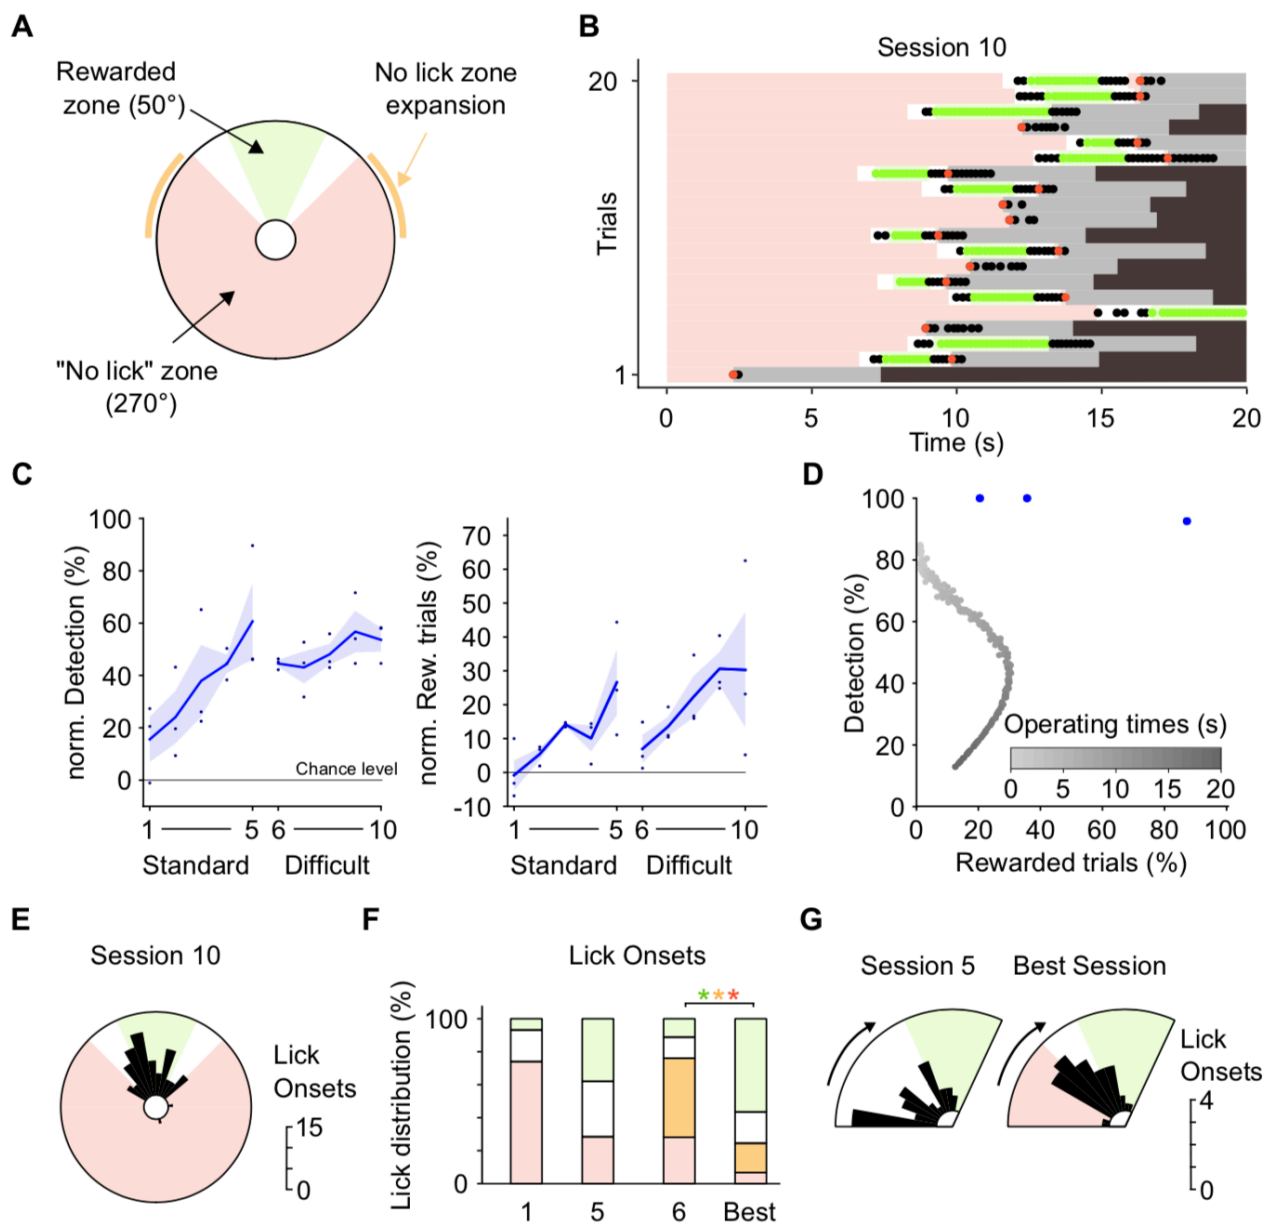 A
Rewarded
zone (50°)
No lick zone
expansion
"No lick" zone
(270°)
B
Session 10
20
1
Trials
0 5 10 15 20
Time (s)
C
100
80
60
40
20
0
norm. Detection (%)
Chance level
1 5 6 10
Standard Difficult
70
60
50
40
30
20
10
0
-10
norm. Rew. trials (%)
1 5 6 10
Standard Difficult
D
100
80
60
40
20
0
Detection (%)
Operating times (s)
0 5 10 15 20
0 20 40 60 80 100
Rewarded trials (%)
E
Session 10
Lick
Onsets
15
0
F
Lick Onsets
***
100
0
Lick distribution (%)
1 5 6 Best
G
Session 5 Best Session
Lick
Onsets
4
0